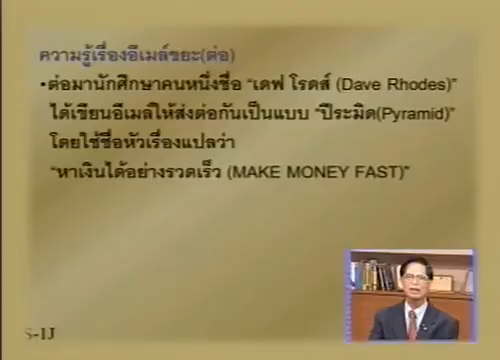 ความรู้เรื่องอีเมล์ขยะ(ต่อ)
•ต่อมานักศึกษาคนหนึ่งชื่อ “เดฟ โรดส์ (Dave Rhodes)”
ได้เขียนอีเมลให้ส่งต่อกันเป็นแบบ “ปีระมิด(Pyramid)”
โดยใช้ชื่อหัวเรื่องแปลว่า
“หาเงินได้อย่างรวดเร็ว (MAKE MONEY FAST)”
S-1J